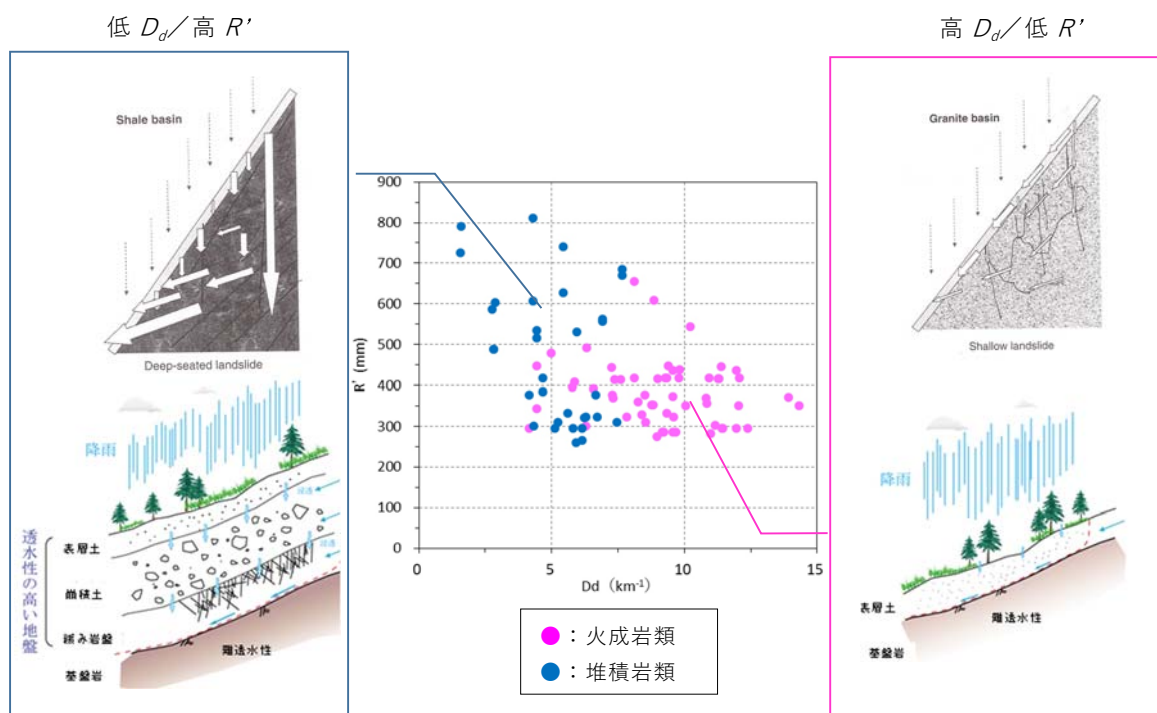 低 Dd／高 R’
高 Dd／低 R’
Shale basin
Deep-seated landslide
降雨
浸透
浸透
透水性の高い地盤
表層土
崩積土
緩み岩盤
難透水性
基盤岩
R’ (mm)
900
800
700
600
500
400
300
200
100
0
0
5
10
15
Dd （km-1）
：火成岩類
：堆積岩類
Granite basin
Shallow landslide
降雨
表層土
難透水性
基盤岩